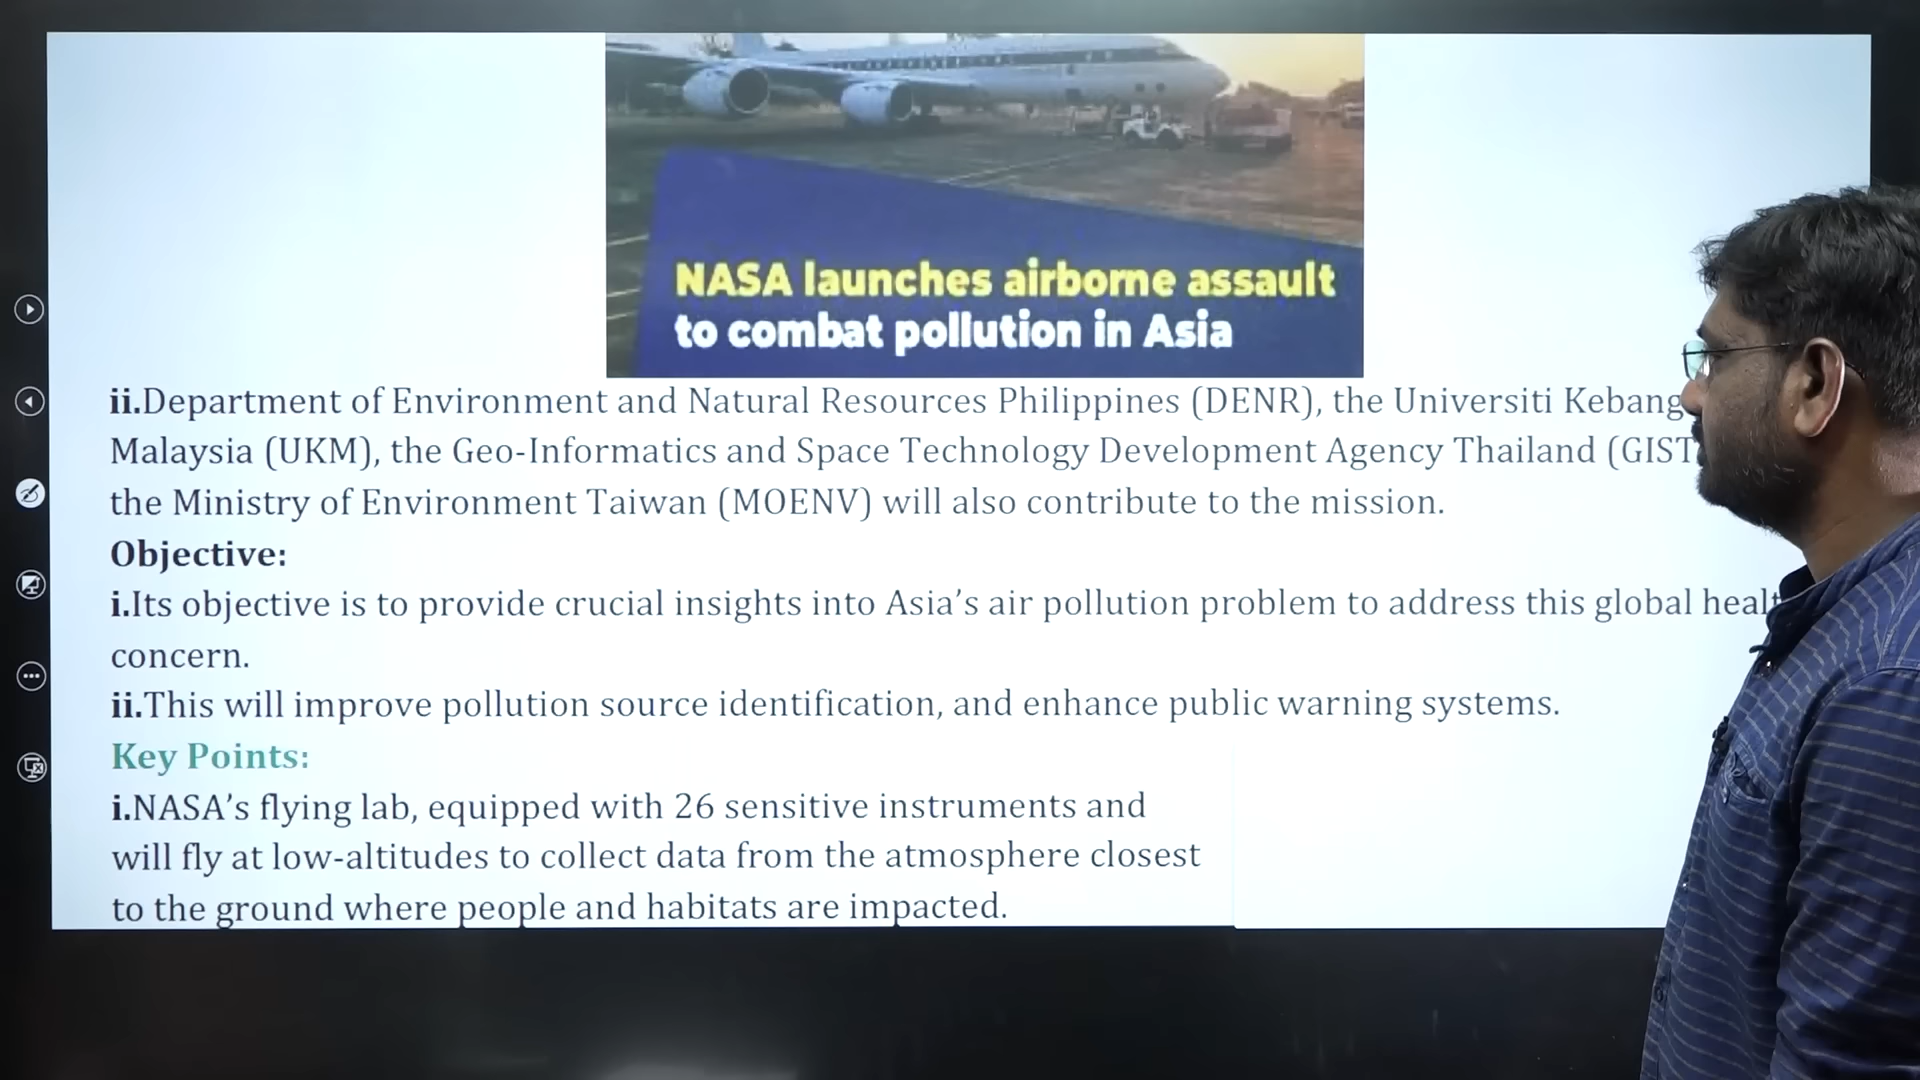 NASA launches airborne assault
to combat pollution in Asia
ii.Department of Environment and Natural Resources Philippines (DENR), the Universiti
Malaysia (UKM), the Geo-Informatics and Space Technology Development Agency Thailand
the Ministry of Environment Taiwan (MOENV) will also contribute to the mission.
Objective:
i.Its objective is to provide crucial insights into Asia’s air pollution problem to address this global
concern.
ii.This will improve pollution source identification, and enhance public warning systems.
Key Points:
i.NASA’s flying lab, equipped with 26 sensitive instruments and
will fly at low-altitudes to collect data from the atmosphere closest
to the ground where people and habitats are impacted.